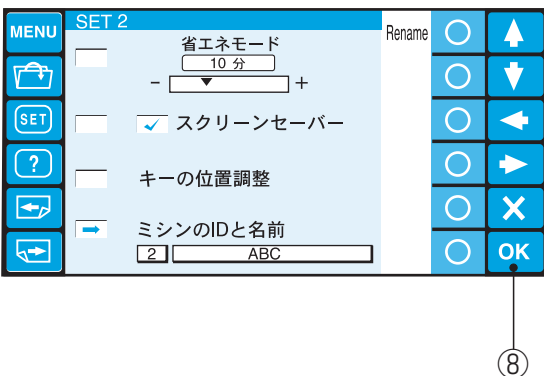 MENU
SET 2
Rename
省エネモード
10 分
- +
SET
スクリーンセーバー
?
キーの位置調整
ミシンのIDと名前
2 ABC
OK
⑧